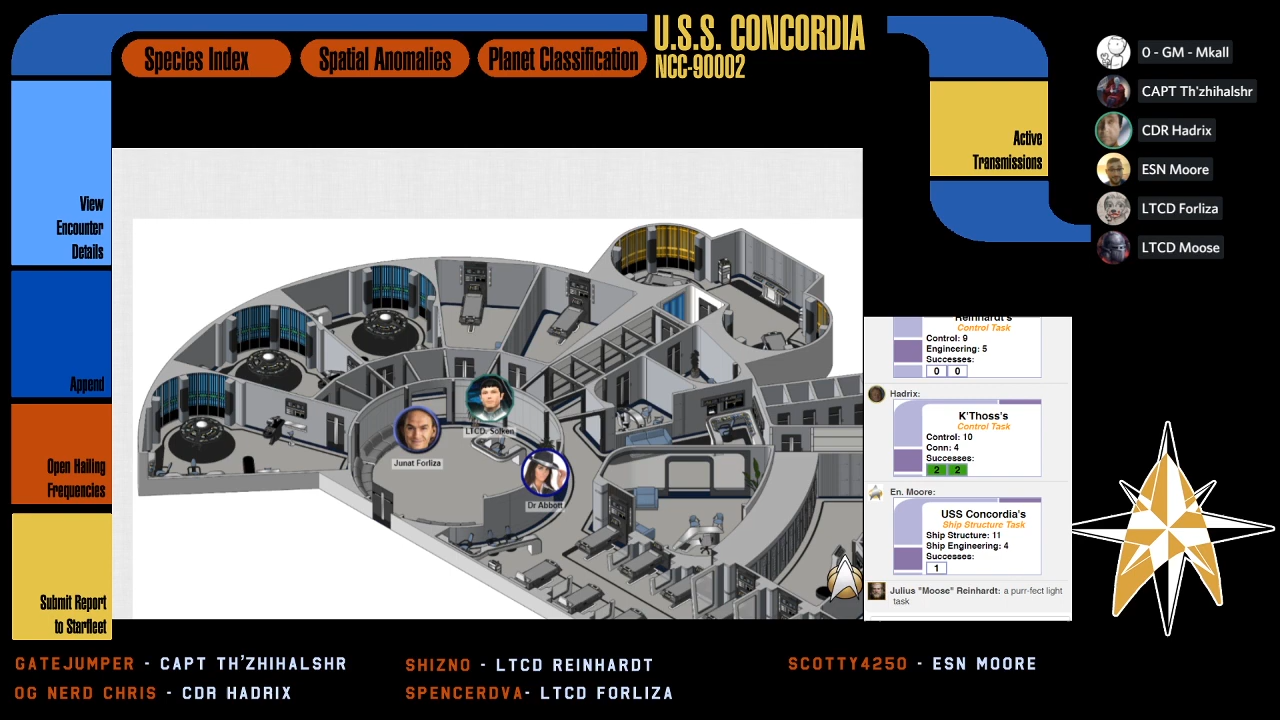 Species Index
Spatial Anomalies
Planet Classification
U.S.S. CONCORDIA
NCC-90002
View
Encounter
Details
Append
Open Hailing
Frequencies
Submit Report
to Starfleet
Active
Transmissions
0 - GM - Mkall
CAPT Th'zhihalshr
CDR Hadrix
ESN Moore
LTCD Forliza
LTCD Moose
LTCD. Solken
Junat Forliza
Dr Abbott
Reinhardt's
Control Task
Control: 9
Engineering: 5
Successes:
0 0
Hadrix:
K'Thoss's
Control Task
Control: 10
Conn: 4
Successes:
2 2
En. Moore:
USS Concordia's
Ship Structure Task
Ship Structure: 11
Ship Engineering: 4
Successes:
1
Julius "Moose" Reinhardt: a purr-fect light
task
GATEJUMPER - CAPT TH'ZHIHALSHR
SHIZNO - LTCD REINHARDT
SCOTTY4250 - ESN MOORE
OG NERD CHRIS - CDR HADRIX
SPENCERDVA- LTCD FORLIZA